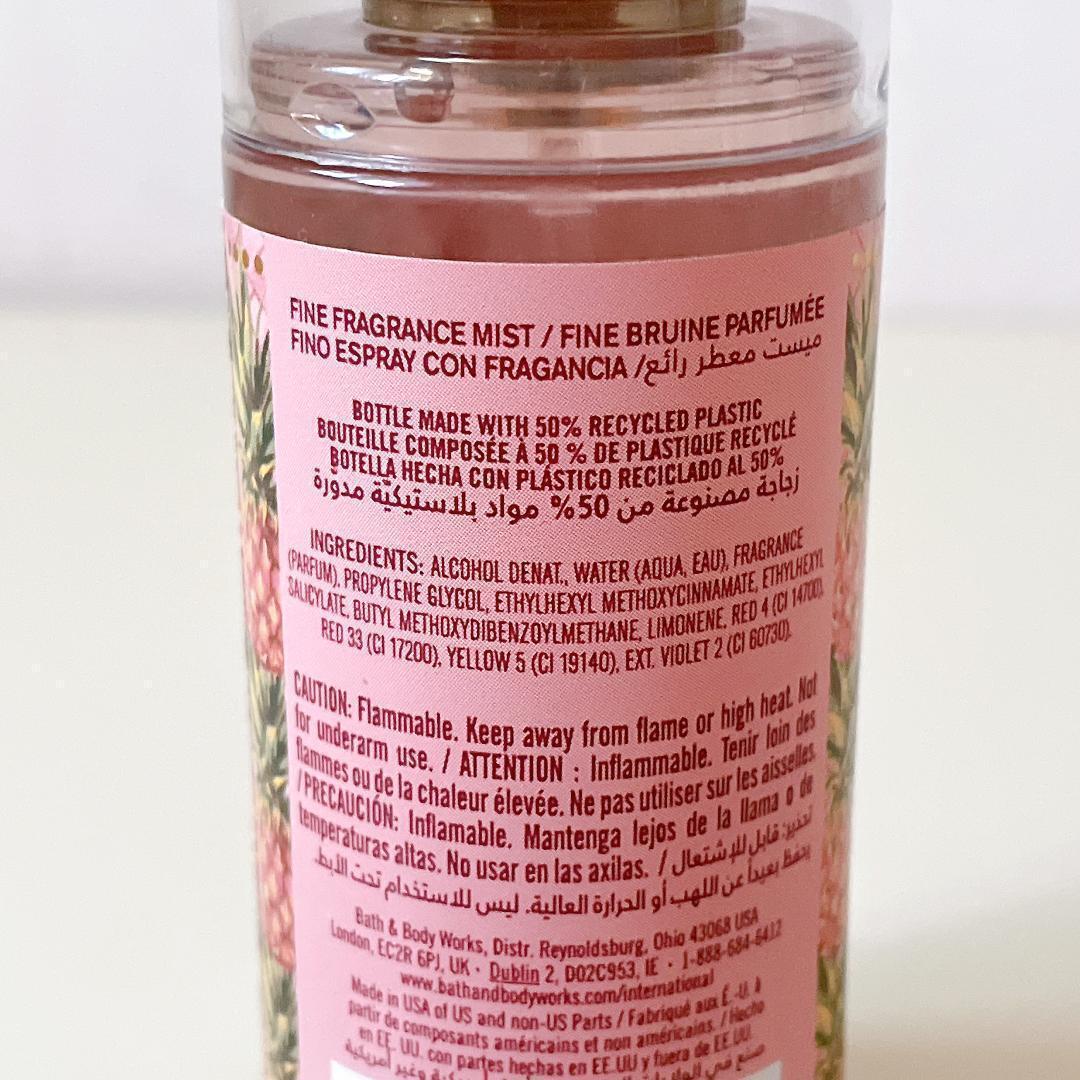 FINE FRAGRANCE MIST / FINE BRUINE PARFUMÉE
FINO ESPRAY CON FRAGANCIA / ميست معطر رائع
BOTTLE MADE WITH 50% RECYCLED PLASTIC
BOUTEILLE COMPOSÉE À 50 % DE PLASTIQUE RECYCLÉ
BOTELLA HECHA CON PLÁSTICO RECICLADO AL 50%
زجاجة مصنوعة من 50% مواد بلاستيكيّة مدوّرة
INGREDIENTS: ALCOHOL DENAT., WATER (AQUA, EAU), FRAGRANCE
(PARFUM), PROPYLENE GLYCOL, ETHYLHEXYL METHOXYCINNAMATE, ETHYLHEXYL
SALICYLATE, BUTYL METHOXYDIBENZOYLMETHANE, LIMONENE, RED 4 (CI 14700),
RED 33 (CI 17200), YELLOW 5 (CI 19140), EXT. VIOLET 2 (CI 60730).
CAUTION: Flammable. Keep away from flame or high heat. Not
for underarm use. / ATTENTION : Inflammable. Tenir loin des
flammes ou de la chaleur élevée. Ne pas utiliser sur les aisselles.
/PRECAUCIÓN: Inflamable. Mantenga lejos de la llama o de
temperaturas altas. No usar en las axilas. / تحذير: قابل للإشتعال
يحفظ بعيداً عن اللهب أو الحرارة العالية. ليس للاستخدام تحت الأبط.
Bath & Body Works, Distr. Reynoldsburg, Ohio 43068 USA
London, EC2R 6PJ, UK · Dublin 2, D02C953, IE · 1-888-684-6412
www.bathandbodyworks.com/international
Made in USA of US and non-US Parts / Fabriqué aux É.-U. à
partir de composants américains et non américains. / Hecho
en EE. UU. con partes hechas en EE.UU y fuera de EE.UU.